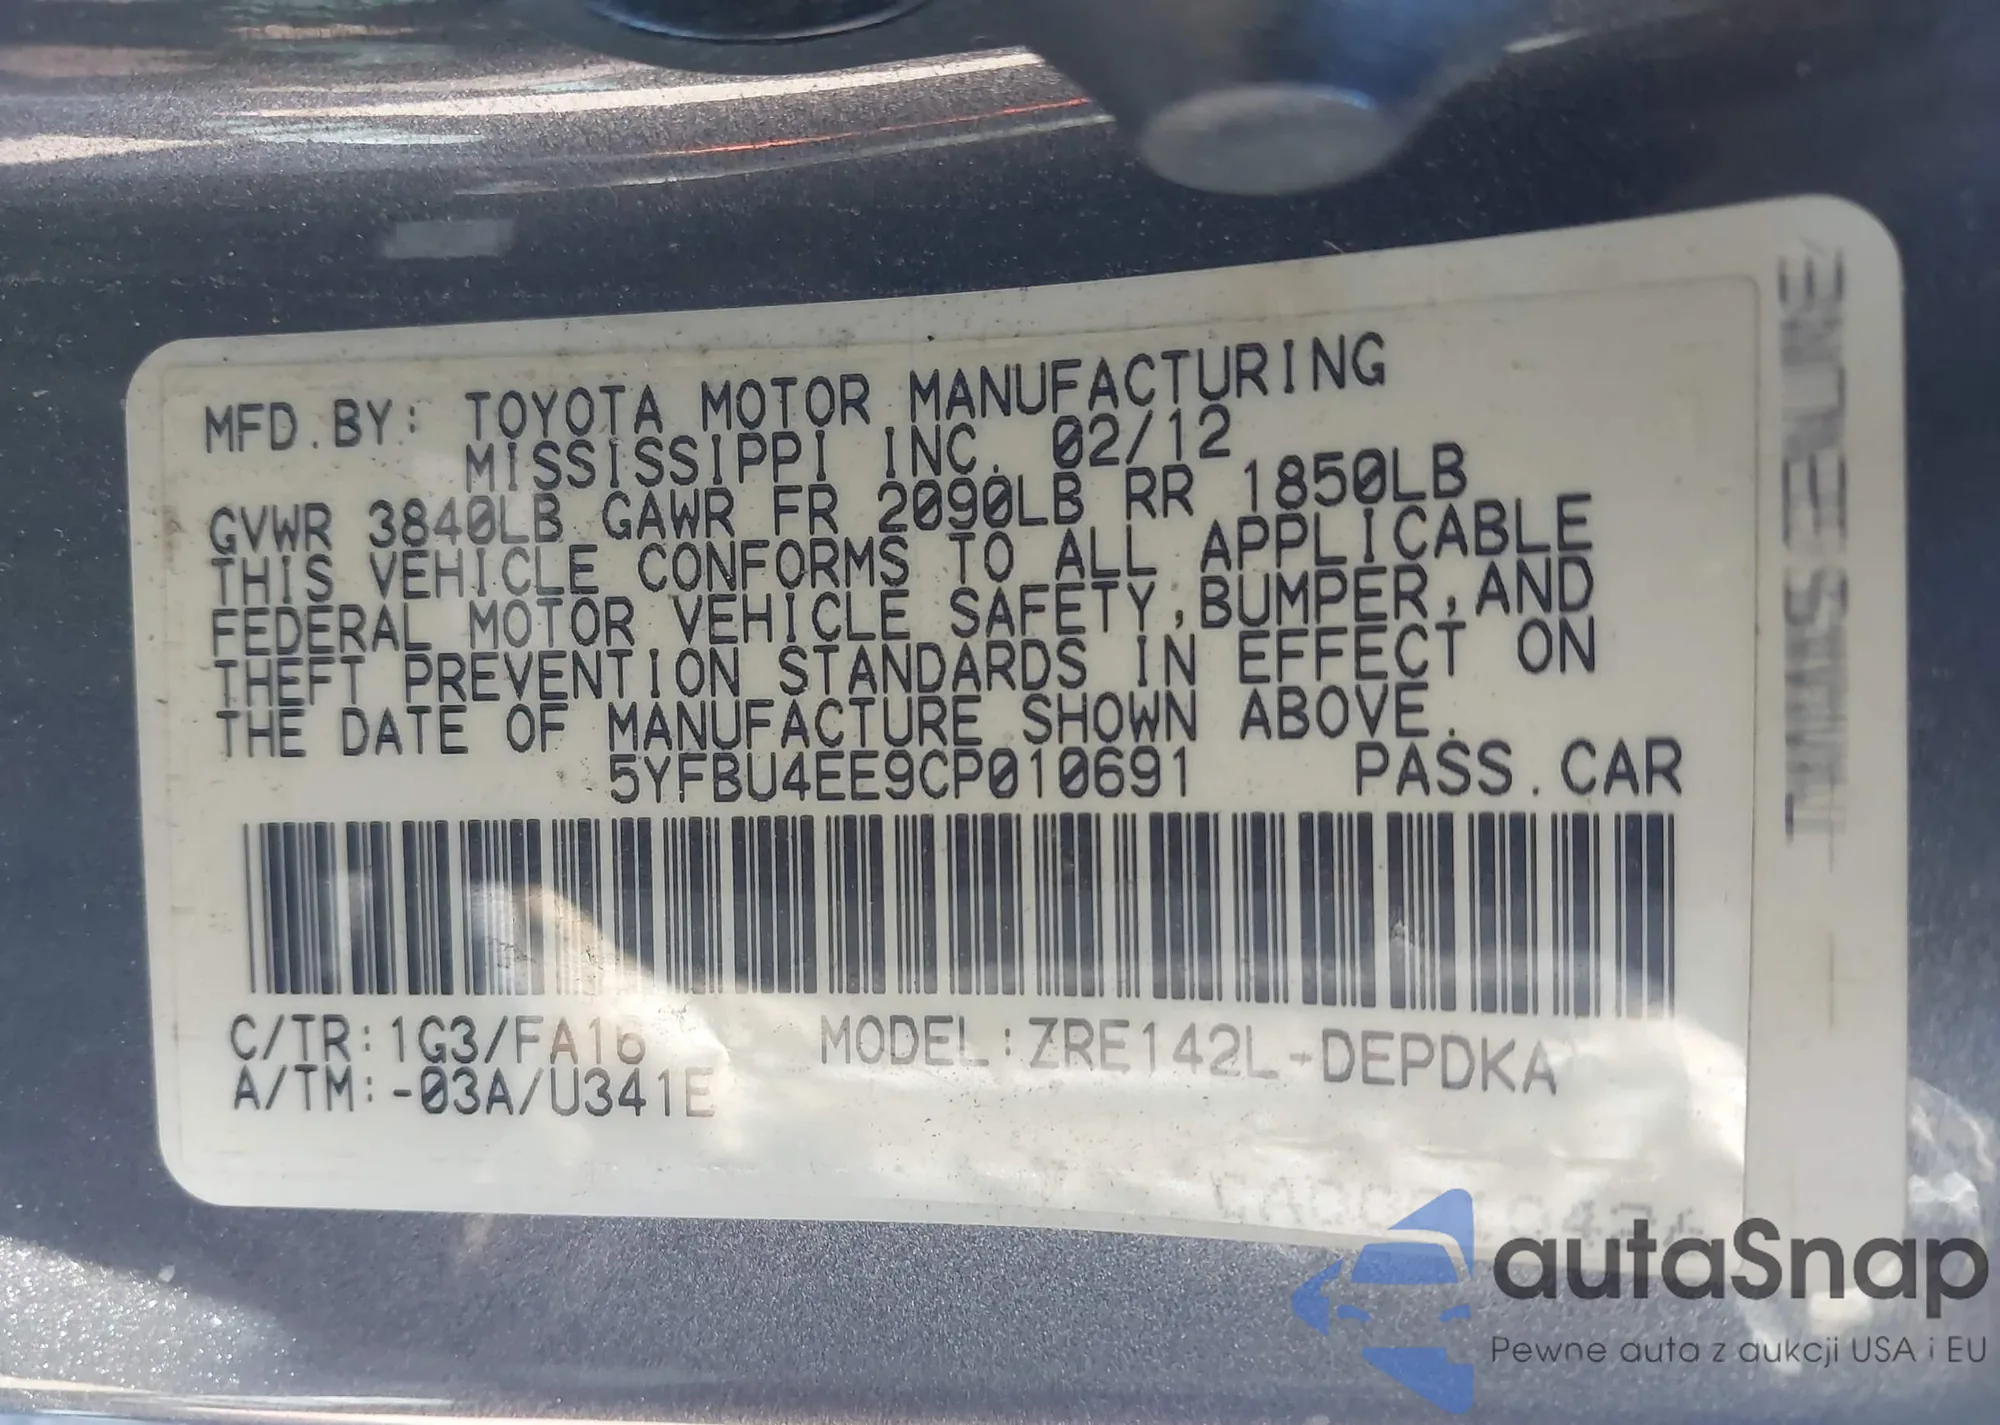 MFD.BY: TOYOTA MOTOR MANUFACTURING
MISSISSIPPI INC. 02/12
GVWR 3840LB GAWR FR 2090LB RR 1850LB
THIS VEHICLE CONFORMS TO ALL APPLICABLE
FEDERAL MOTOR VEHICLE SAFETY,BUMPER,AND
THEFT PREVENTION STANDARDS IN EFFECT ON
THE DATE OF MANUFACTURE SHOWN ABOVE.
5YFBU4EE9CP010691 PASS.CAR
C/TR:1G3/FA16 MODEL:ZRE142L-DEPDKA
A/TM:-03A/U341E
autoSnap
Pewne auta z aukcji USA i EU